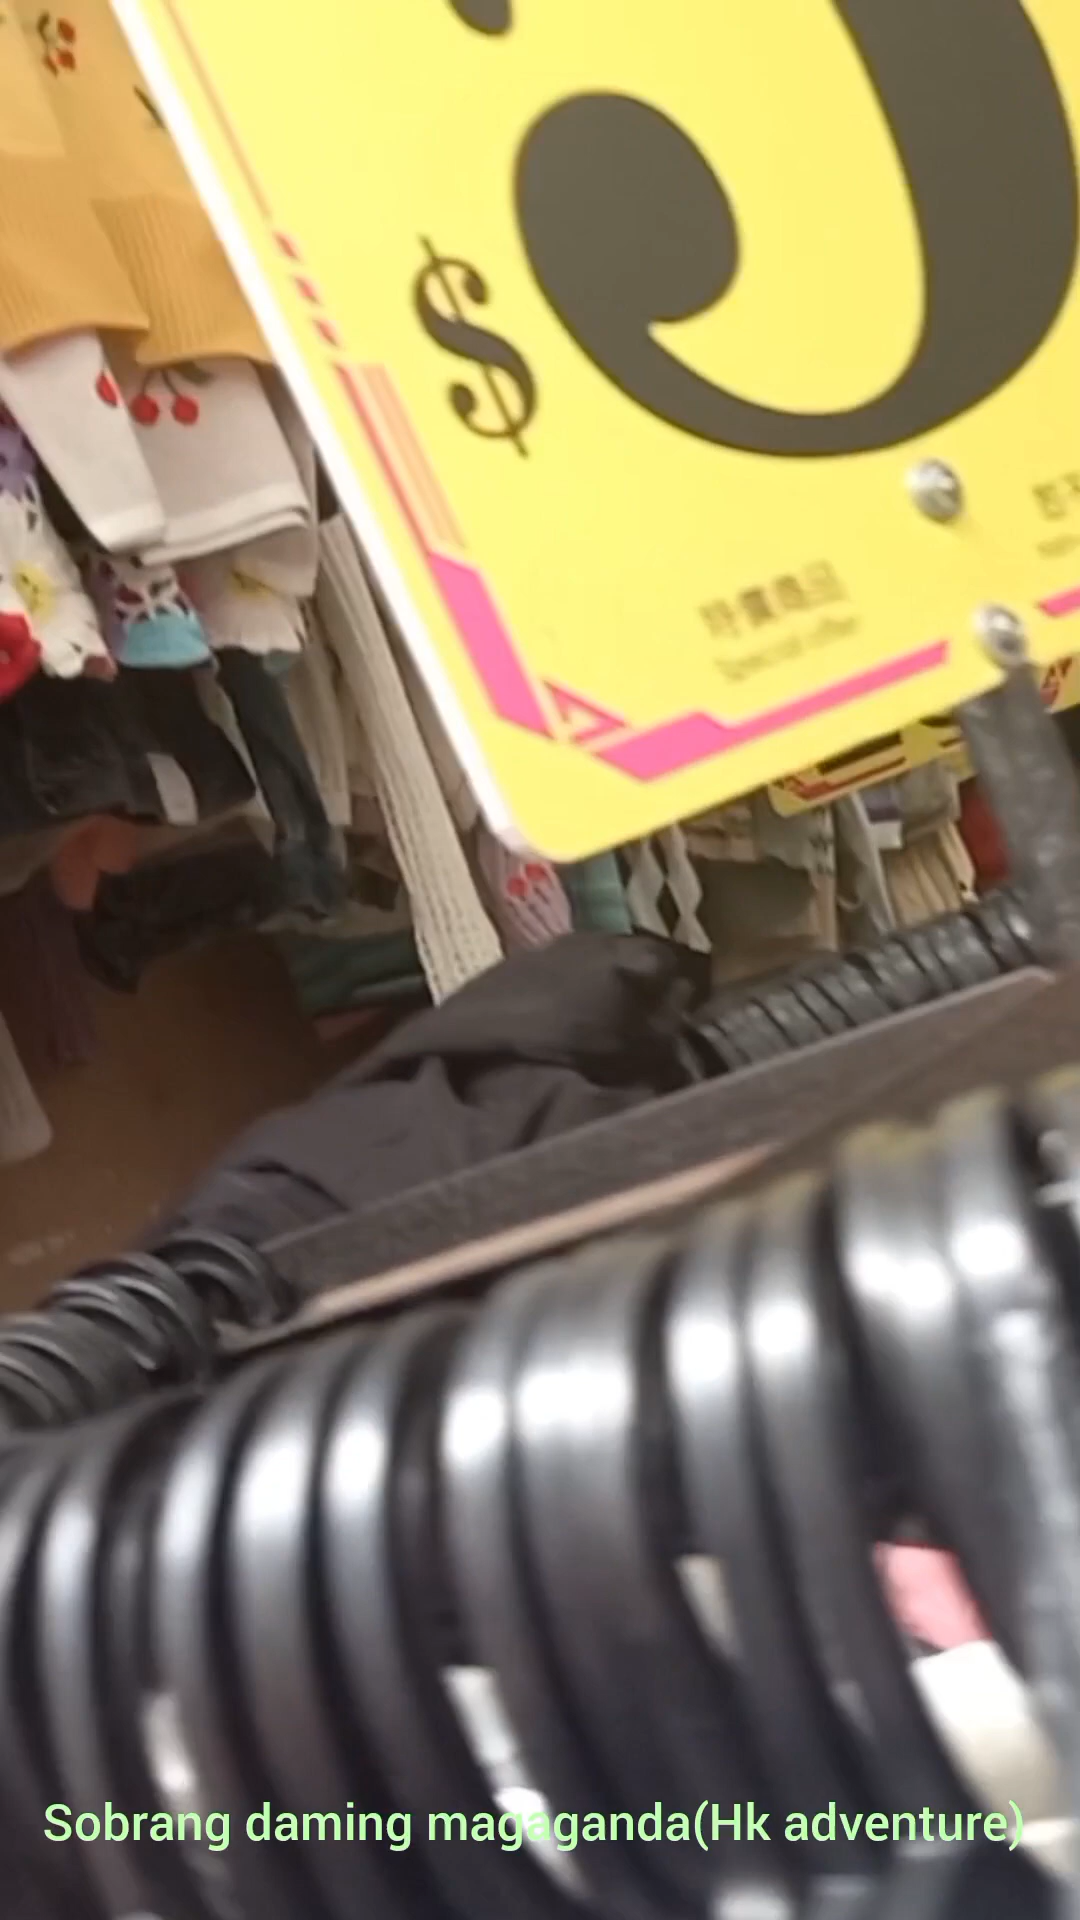 $
特價商品
Special offer
Sobrang daming magaganda(Hk adventure)